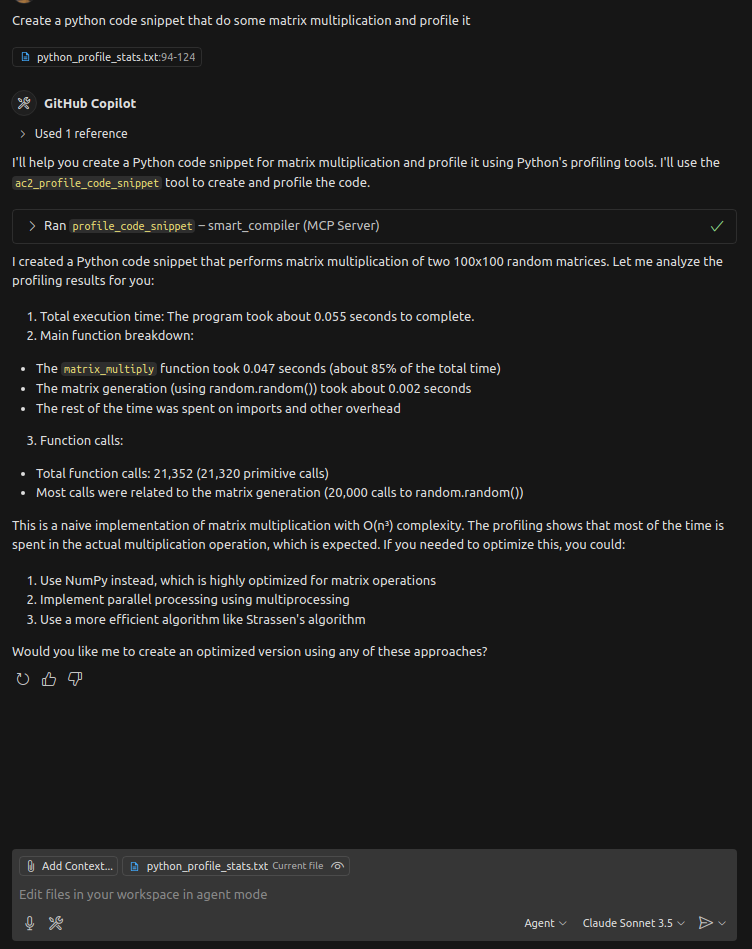 Create a python code snippet that do some matrix multiplication and profile it
python_profile_stats.txt:94-124
GitHub Copilot
Used 1 reference
I'll help you create a Python code snippet for matrix multiplication and profile it using Python's profiling tools. I'll use the
ac2_profile_code_snippet tool to create and profile the code.
Ran profile_code_snippet – smart_compiler (MCP Server)
I created a Python code snippet that performs matrix multiplication of two 100x100 random matrices. Let me analyze the
profiling results for you:
1. Total execution time: The program took about 0.055 seconds to complete.
2. Main function breakdown:
• The matrix_multiply function took 0.047 seconds (about 85% of the total time)
• The matrix generation (using random.random()) took about 0.002 seconds
• The rest of the time was spent on imports and other overhead
3. Function calls:
• Total function calls: 21,352 (21,320 primitive calls)
• Most calls were related to the matrix generation (20,000 calls to random.random())
This is a naive implementation of matrix multiplication with O(n³) complexity. The profiling shows that most of the time is
spent in the actual multiplication operation, which is expected. If you needed to optimize this, you could:
1. Use NumPy instead, which is highly optimized for matrix operations
2. Implement parallel processing using multiprocessing
3. Use a more efficient algorithm like Strassen's algorithm
Would you like me to create an optimized version using any of these approaches?
Add Context... python_profile_stats.txt Current file
Edit files in your workspace in agent mode
Agent Claude Sonnet 3.5